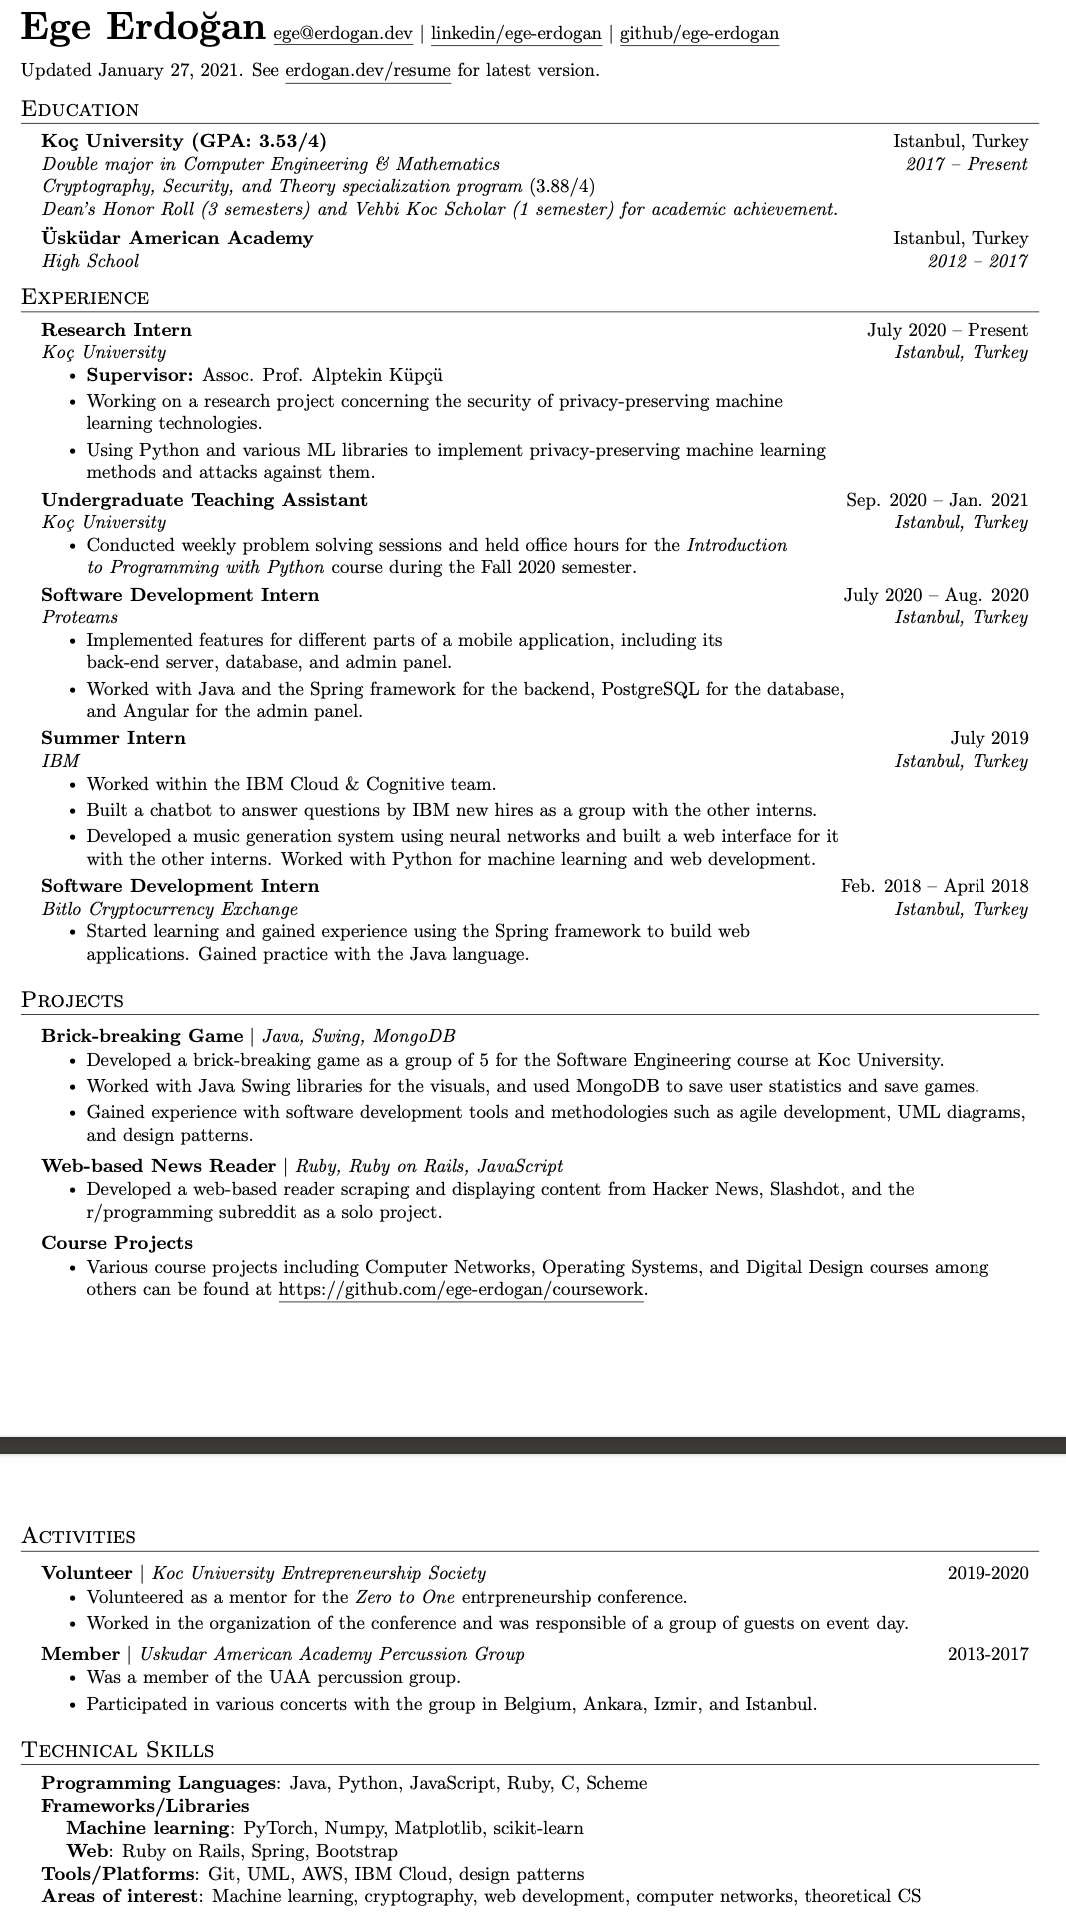 Ege Erdoğan ege@erdogan.dev | linkedin/ege-erdogan | github/ege-erdogan
Updated January 27, 2021. See erdogan.dev/resume for latest version.
Education
Koç University (GPA: 3.53/4) Istanbul, Turkey
Double major in Computer Engineering & Mathematics 2017 – Present
Cryptography, Security, and Theory specialization program (3.88/4)
Dean's Honor Roll (3 semesters) and Vehbi Koc Scholar (1 semester) for academic achievement.
Üsküdar American Academy Istanbul, Turkey
High School 2012 – 2017
Experience
Research Intern July 2020 – Present
Koç University Istanbul, Turkey
• Supervisor: Assoc. Prof. Alptekin Küpçü
• Working on a research project concerning the security of privacy-preserving machine
learning technologies.
• Using Python and various ML libraries to implement privacy-preserving machine learning
methods and attacks against them.
Undergraduate Teaching Assistant Sep. 2020 – Jan. 2021
Koç University Istanbul, Turkey
• Conducted weekly problem solving sessions and held office hours for the Introduction
to Programming with Python course during the Fall 2020 semester.
Software Development Intern July 2020 – Aug. 2020
Proteams Istanbul, Turkey
• Implemented features for different parts of a mobile application, including its
back-end server, database, and admin panel.
• Worked with Java and the Spring framework for the backend, PostgreSQL for the database,
and Angular for the admin panel.
Summer Intern July 2019
IBM Istanbul, Turkey
• Worked within the IBM Cloud & Cognitive team.
• Built a chatbot to answer questions by IBM new hires as a group with the other interns.
• Developed a music generation system using neural networks and built a web interface for it
with the other interns. Worked with Python for machine learning and web development.
Software Development Intern Feb. 2018 – April 2018
Bitlo Cryptocurrency Exchange Istanbul, Turkey
• Started learning and gained experience using the Spring framework to build web
applications. Gained practice with the Java language.
Projects
Brick-breaking Game | Java, Swing, MongoDB
• Developed a brick-breaking game as a group of 5 for the Software Engineering course at Koc University.
• Worked with Java Swing libraries for the visuals, and used MongoDB to save user statistics and save games.
• Gained experience with software development tools and methodologies such as agile development, UML diagrams,
and design patterns.
Web-based News Reader | Ruby, Ruby on Rails, JavaScript
• Developed a web-based reader scraping and displaying content from Hacker News, Slashdot, and the
r/programming subreddit as a solo project.
Course Projects
• Various course projects including Computer Networks, Operating Systems, and Digital Design courses among
others can be found at https://github.com/ege-erdogan/coursework.
Activities
Volunteer | Koc University Entrepreneurship Society 2019-2020
• Volunteered as a mentor for the Zero to One entrpreneurship conference.
• Worked in the organization of the conference and was responsible of a group of guests on event day.
Member | Uskudar American Academy Percussion Group 2013-2017
• Was a member of the UAA percussion group.
• Participated in various concerts with the group in Belgium, Ankara, Izmir, and Istanbul.
Technical Skills
Programming Languages: Java, Python, JavaScript, Ruby, C, Scheme
Frameworks/Libraries
Machine learning: PyTorch, Numpy, Matplotlib, scikit-learn
Web: Ruby on Rails, Spring, Bootstrap
Tools/Platforms: Git, UML, AWS, IBM Cloud, design patterns
Areas of interest: Machine learning, cryptography, web development, computer networks, theoretical CS